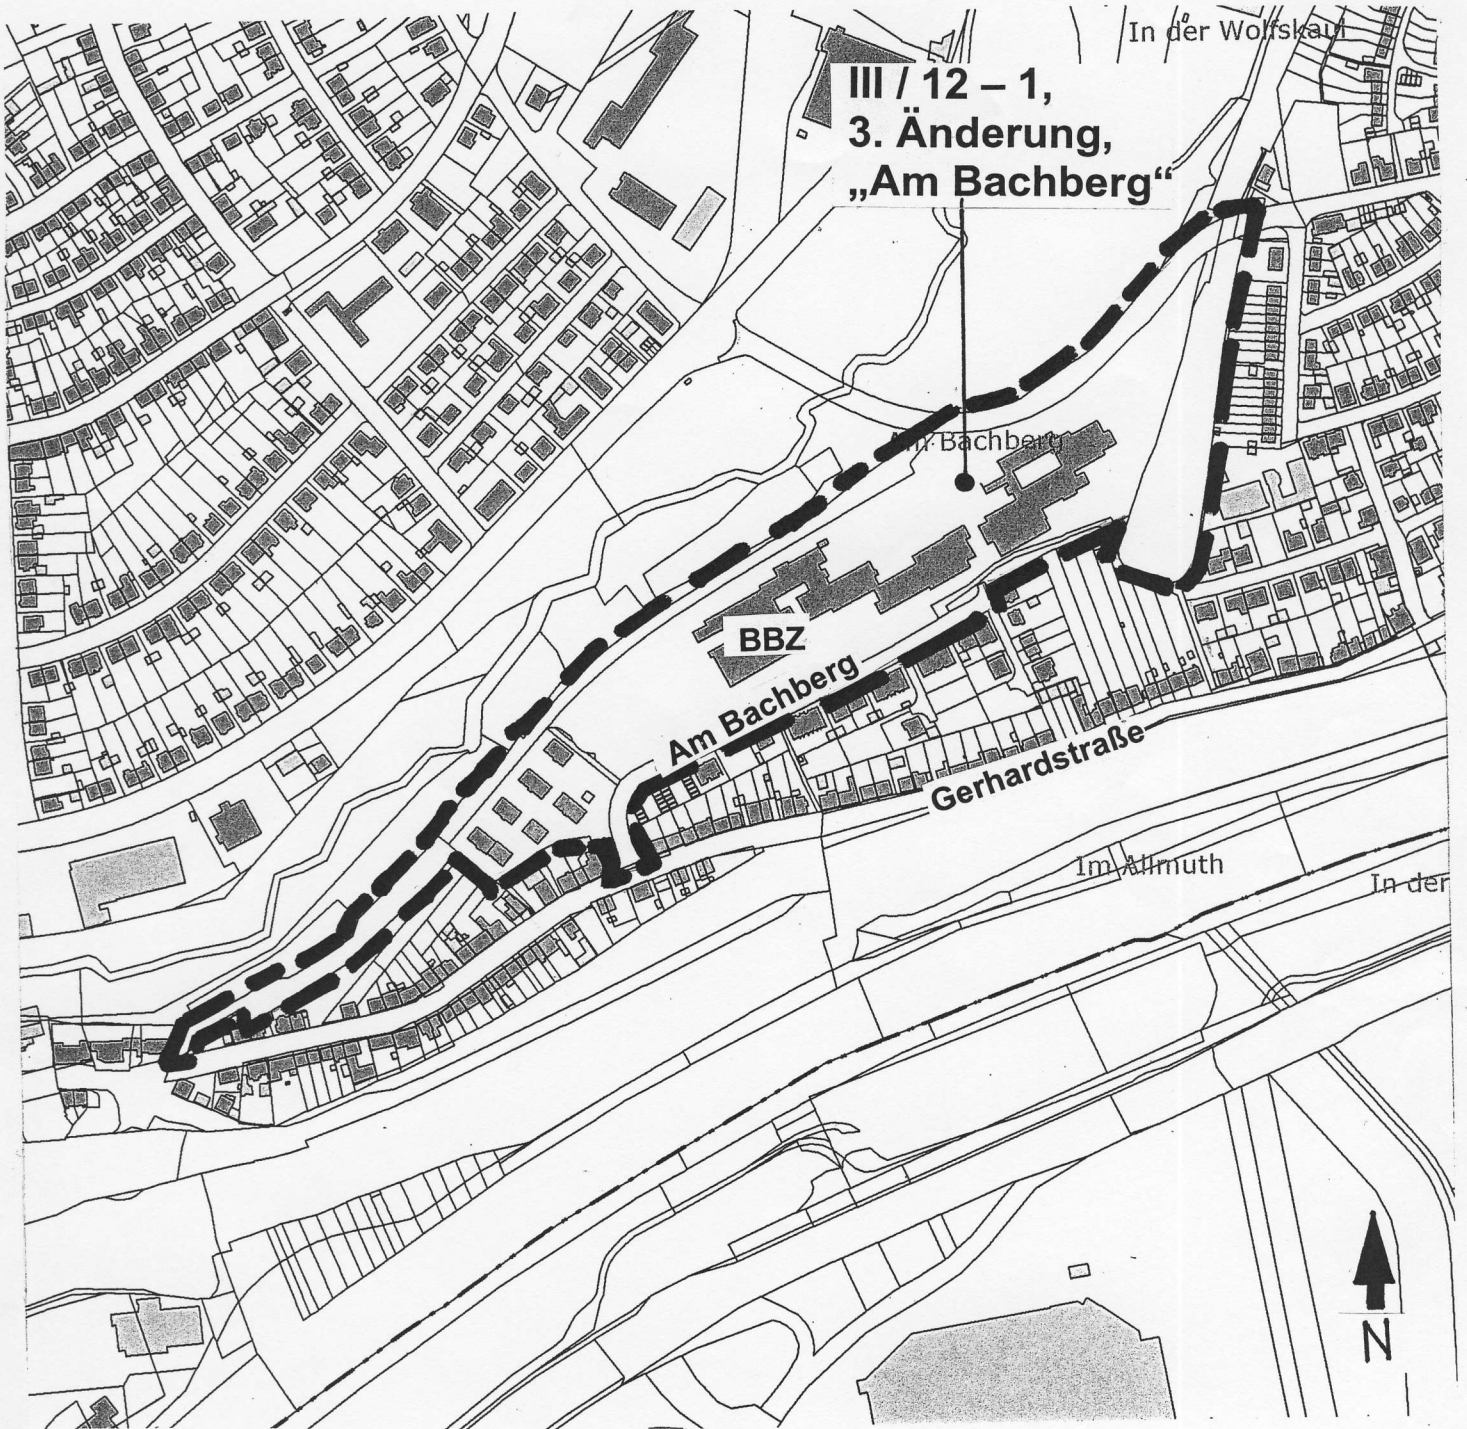 In der Wolfskaul
III / 12 – 1,
3. Änderung,
„Am Bachberg“
Am Bachberg
BBZ
Am Bachberg
Gerhardstraße
Im Allmuth
In der
N